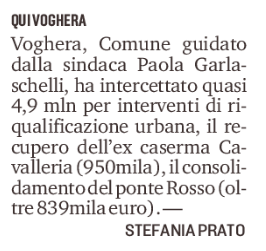 QUI VOGHERA
Voghera, Comune guidato
dalla sindaca Paola Garla-
schelli, ha intercettato quasi
4,9 mln per interventi di ri-
qualificazione urbana, il re-
cupero dell'ex caserma Ca-
valleria (950mila), il consoli-
damento del ponte Rosso (ol-
tre 839mila euro). —
STEFANIA PRATO